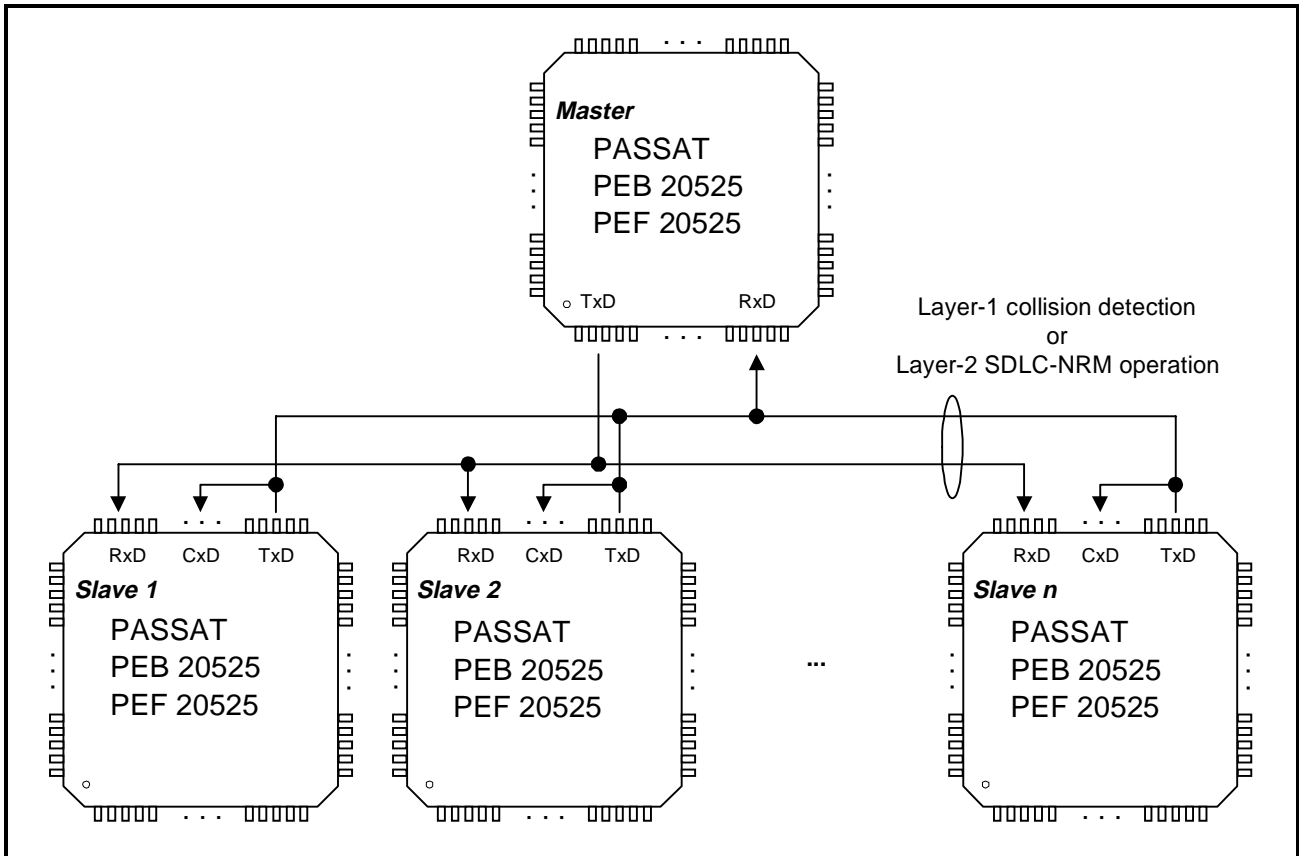 Master
PASSAT
PEB 20525
PEF 20525
TxD RxD
Layer-1 collision detection
or
Layer-2 SDLC-NRM operation
RxD CxD TxD
Slave 1
PASSAT
PEB 20525
PEF 20525
RxD CxD TxD
Slave 2
PASSAT
PEB 20525
PEF 20525
...
RxD CxD TxD
Slave n
PASSAT
PEB 20525
PEF 20525